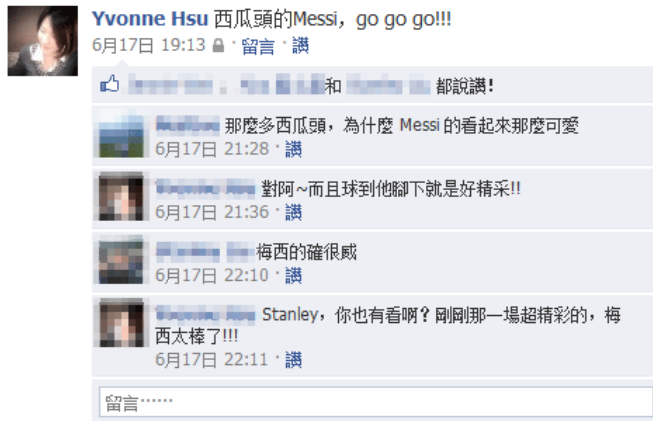 Yvonne Hsu 西瓜頭的Messi，go go go!!!
6月17日 19:13 · 留言 · 讚
和 都說讚!
那麼多西瓜頭，為什麼 Messi 的看起來那麼可愛
6月17日 21:28 · 讚
對阿~而且球到他腳下就是好精采!!
6月17日 21:36 · 讚
梅西的確很威
6月17日 22:10 · 讚
Stanley，你也有看啊？剛剛那一場超精彩的，梅
西太棒了!!!
6月17日 22:11 · 讚
留言……